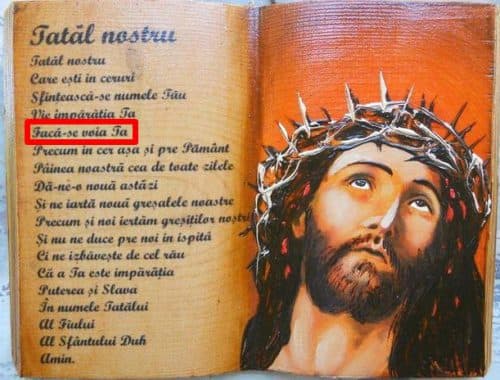 Tatăl nostru
Tatăl nostru
Care ești in ceruri
Sfințească-se numele Tău
Vie împărăția Ta
Facă-se voia Ta
Precum in cer așa și pre Pământ
Pâinea noastră cea de toate zilele
Dă-ne-o nouă astăzi
Și ne iartă nouă greșalele noastre
Precum și noi iertăm greșiților noștri
Și nu ne duce pre noi in ispită
Ci ne izbăvește de cel rău
Că a Ta este împărăția
Puterea și Slava
În numele Tatălui
Al Fiului
Al Sfântului Duh
Amin.